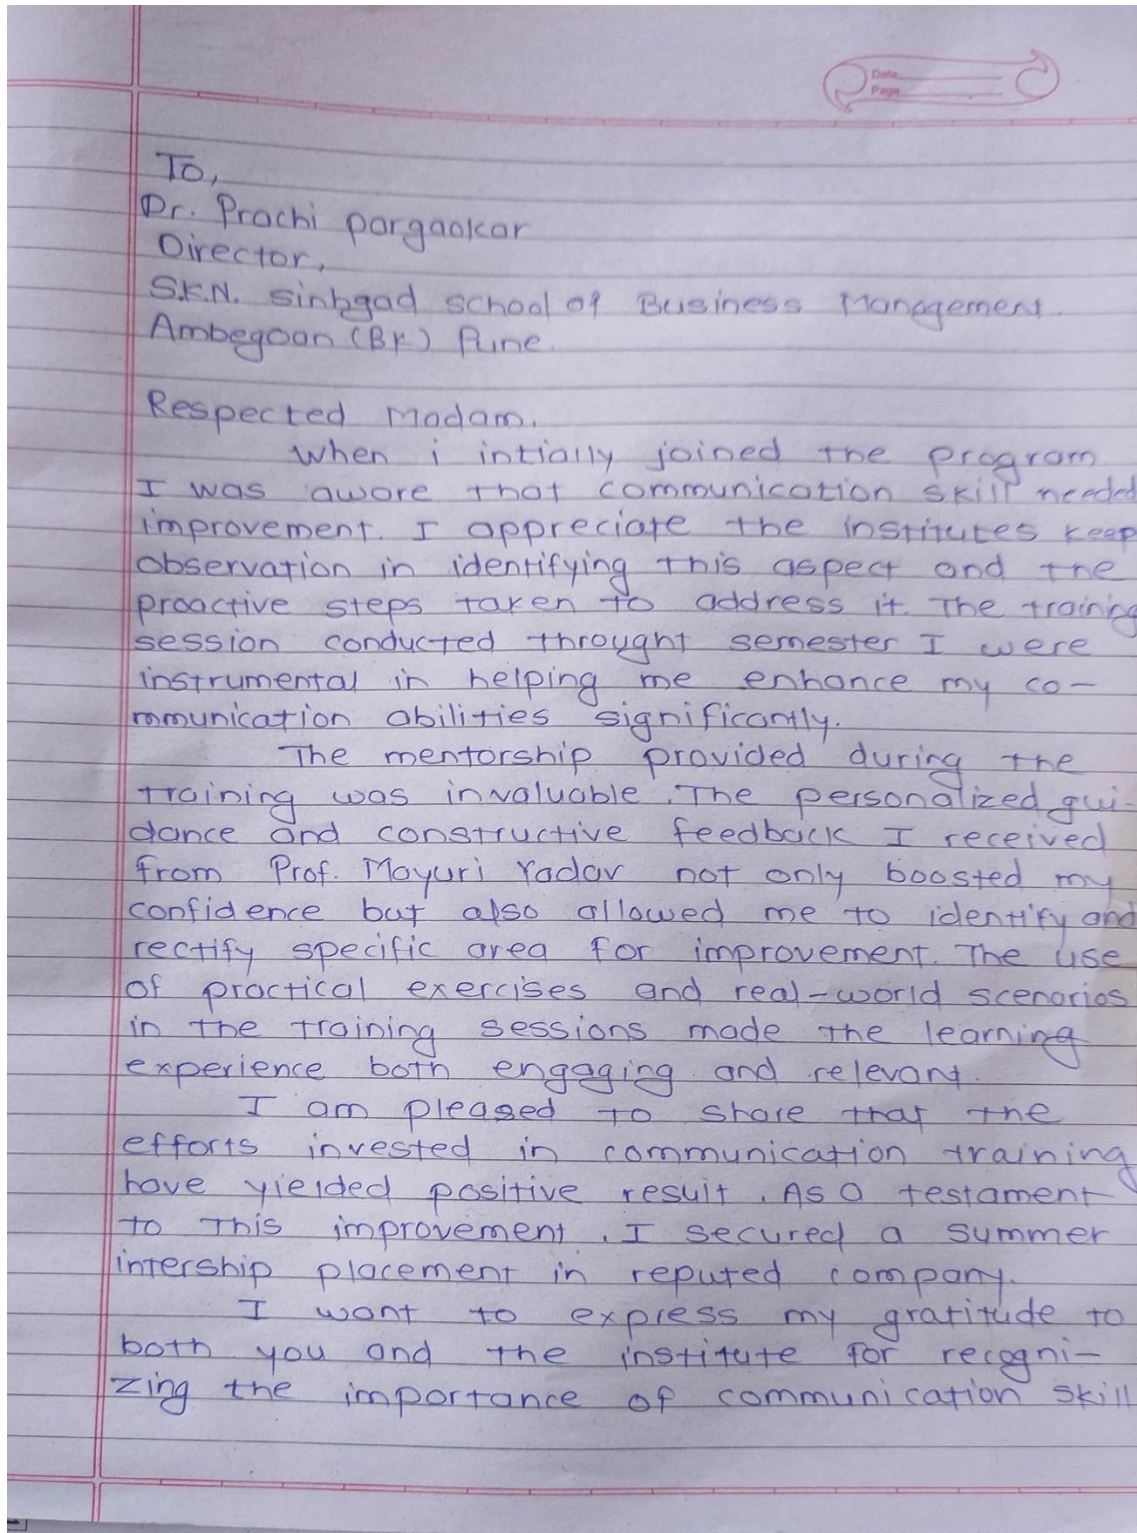 Date
Page
To,
Dr. Prachi pargaokar
Director,
S.K.N. sinhgad school of Business Management.
Ambegoan (BK) Pune.
Respected Madam.
When i intially joined the program
I was aware that communication skill needed
improvement. I appreciate the institutes keep
observation in identifying this aspect and the
proactive steps taken to address it. The training
session conducted throught semester I were
instrumental in helping me enhance my co-
mmunication abilities significantly.
The mentorship provided during the
training was invaluable. The personalized gui-
dance and constructive feedback I received
from Prof. Mayuri Yadav not only boosted my
confidence but also allowed me to identify and
rectify specific area for improvement. The use
of practical exercises and real-world scenarios
in the training sessions made the learning
experience both engaging and relevant.
I am pleased to share that the
efforts invested in communication training
have yielded positive result. As a testament
to this improvement, I secured a summer
intership placement in reputed company.
I want to express my gratitude to
both you and the institute for recogni-
zing the importance of communication skill